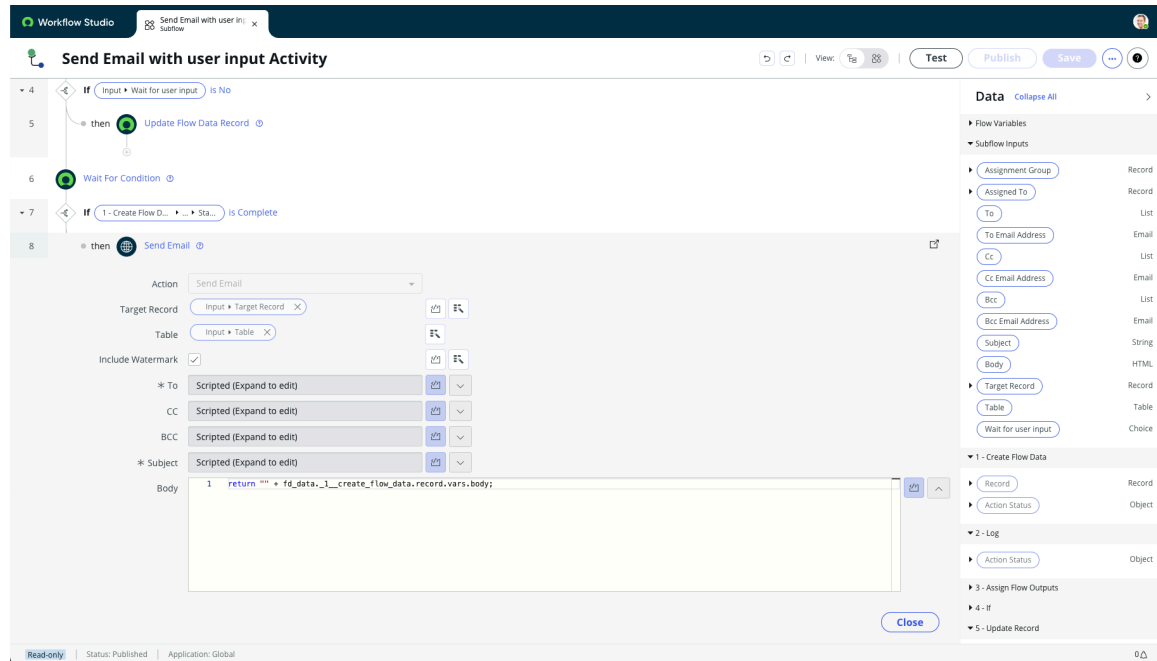 Workflow Studio
Send Email with user inp
Subflow
Send Email with user input Activity
View:
Test
Publish
Save
4 If Input ▸ Wait for user input is No
5 then Update Flow Data Record
6 Wait For Condition
7 If 1 - Create Flow D... ▸ ... ▸ Sta... is Complete
8 then Send Email
Action Send Email
Target Record Input ▸ Target Record
Table Input ▸ Table
Include Watermark
* To Scripted (Expand to edit)
CC Scripted (Expand to edit)
BCC Scripted (Expand to edit)
* Subject Scripted (Expand to edit)
Body 1 return "" + fd_data._1__create_flow_data.record.vars.body;
Close
Data Collapse All
Flow Variables
Subflow Inputs
Assignment Group Record
Assigned To Record
To List
To Email Address Email
Cc List
Cc Email Address Email
Bcc List
Bcc Email Address Email
Subject String
Body HTML
Target Record Record
Table Table
Wait for user input Choice
1 - Create Flow Data
Record Record
Action Status Object
2 - Log
Action Status Object
3 - Assign Flow Outputs
4 - If
5 - Update Record
Read-only Status: Published Application: Global 0